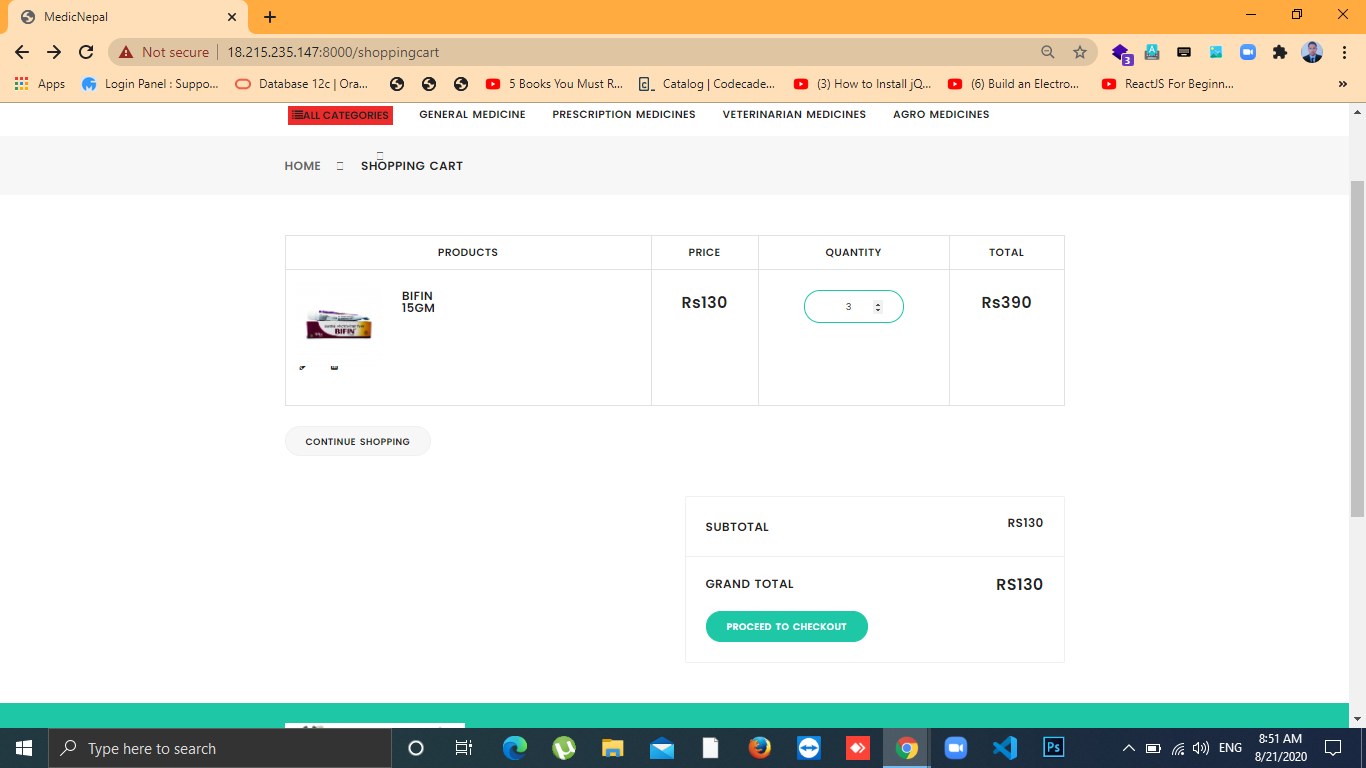 MedicNepal
Not secure
18.215.235.147:8000/shoppingcart
3
Apps
Login Panel : Suppo...
Database 12c | Ora...
5 Books You Must R...
Catalog | Codecade...
(3) How to Install jQ...
(6) Build an Electro...
ReactJS For Beginn...
»
ALL CATEGORIES
GENERAL MEDICINE
PRESCRIPTION MEDICINES
VETERINARIAN MEDICINES
AGRO MEDICINES
HOME
SHOPPING CART
PRODUCTS
PRICE
QUANTITY
TOTAL
BIFIN
BIFIN
15GM
Rs130
3
Rs390
CONTINUE SHOPPING
SUBTOTAL
RS130
GRAND TOTAL
RS130
PROCEED TO CHECKOUT
Type here to search
Ps
ENG
8:51 AM
8/21/2020